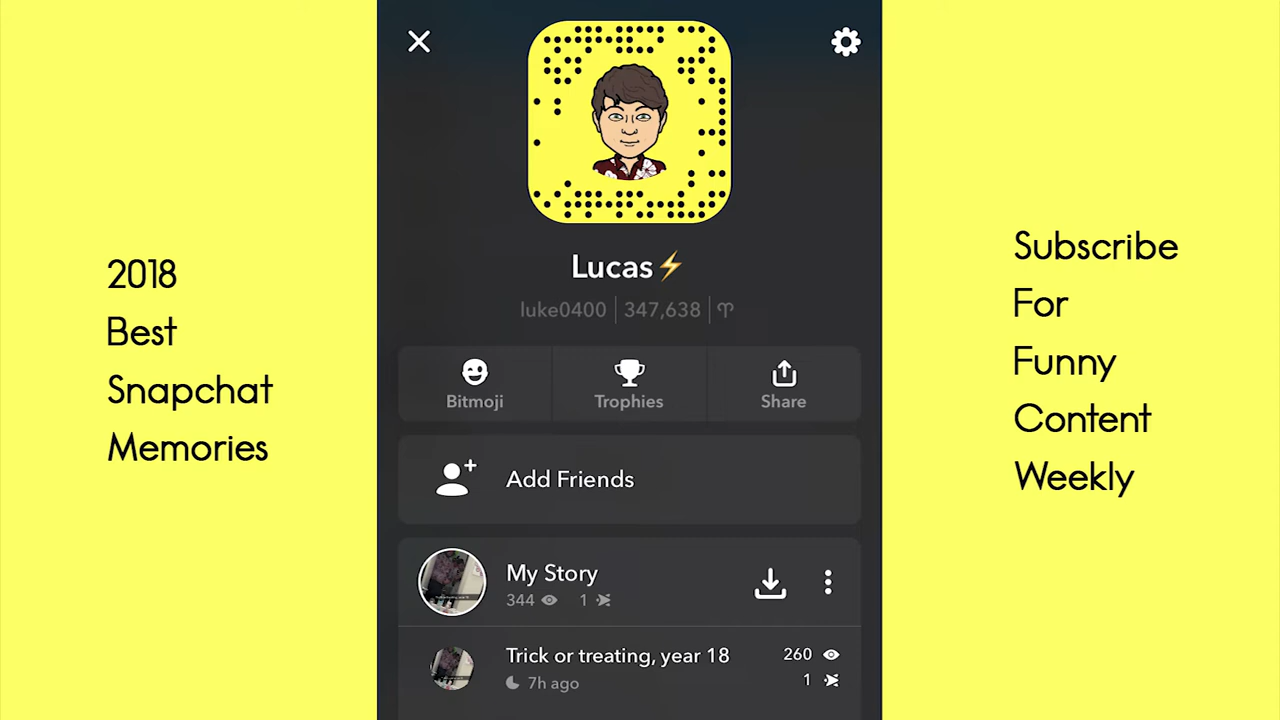 2018
Best
Snapchat
Memories
Lucas⚡
luke0400 | 347,638 | ♈
Bitmoji
Trophies
Share
Add Friends
My Story
344 1
Trick or treating, year 18
260
7h ago
1
Subscribe
For
Funny
Content
Weekly